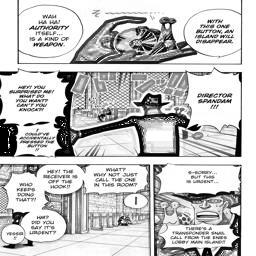 WAH
HA HA!
AUTHORITY
ITSELF...
IS A KIND OF
WEAPON.
WITH
THIS ONE
BUTTON, AN
ISLAND WILL
DISAPPEAR.
HEY! YOU
SURPRISED ME!
WHAT DO
YOU WANT?
CAN'T YOU
KNOCK?!
I
COULD'VE
ACCIDENTALLY
PRESSED THE
BUTTON
DIRECTOR
SPANDAM
!!!
WHO
KEEPS
DOING
THAT?!
HEY! THE
RECEIVER IS
OFF THE
HOOK!!
WHAT?
WHY NOT JUST
CALL THE ONE
IN THIS ROOM?
HM?
DID YOU
SAY IT'S
URGENT?
YESSIR
!!
!
S-SORRY...
BUT THIS
IS URGENT...
THERE'S A
TRANSPONDER SNAIL
CALL FROM THE ENIES
LOBBY MAIN ISLAND!!